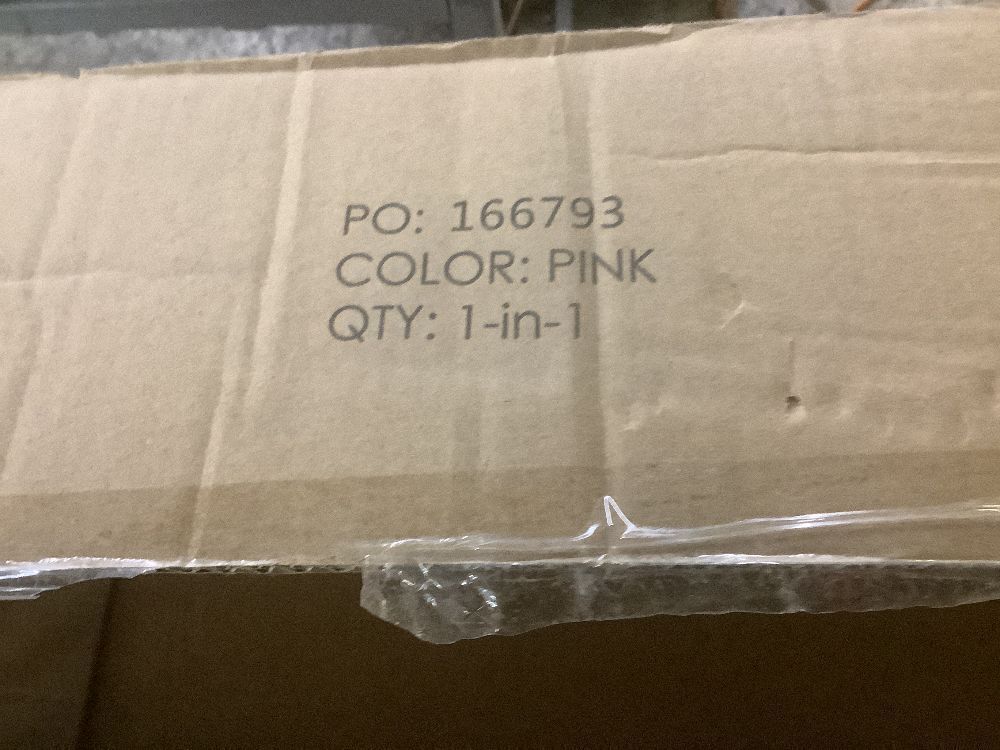 PO: 166793
COLOR: PINK
QTY: 1-in-1